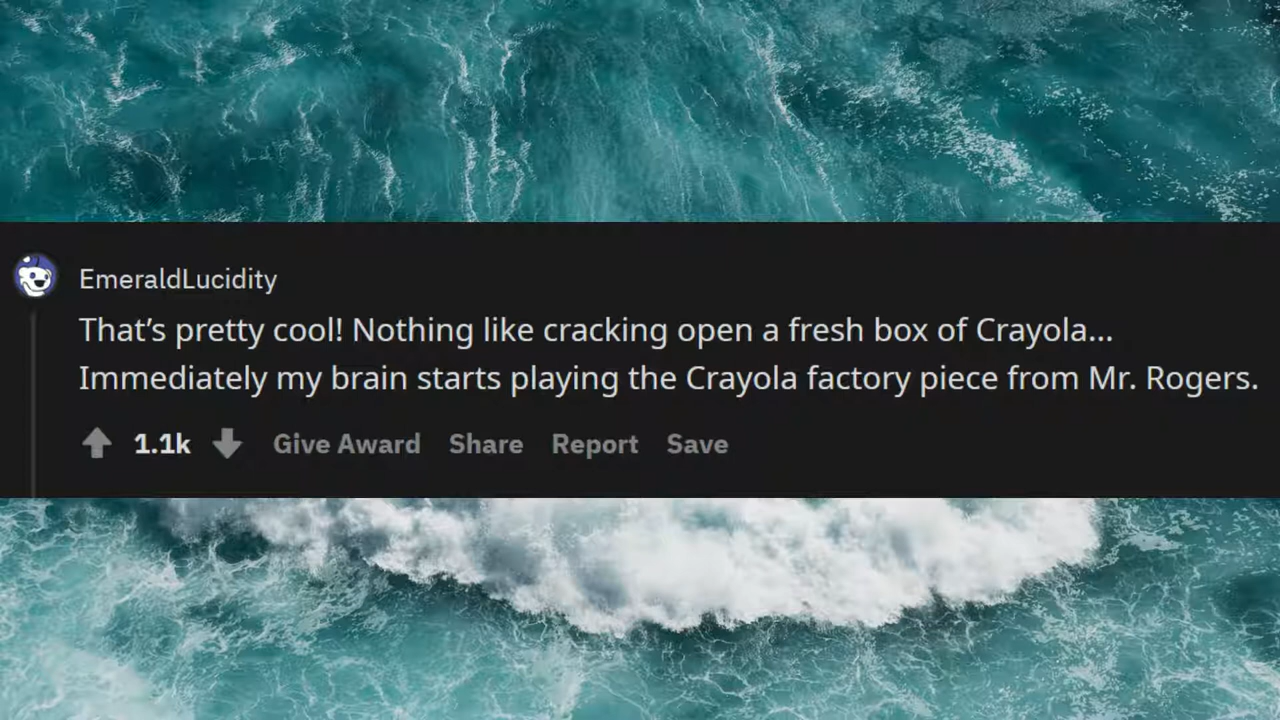 EmeraldLucidity
That’s pretty cool! Nothing like cracking open a fresh box of Crayola...
Immediately my brain starts playing the Crayola factory piece from Mr. Rogers.
1.1k Give Award Share Report Save